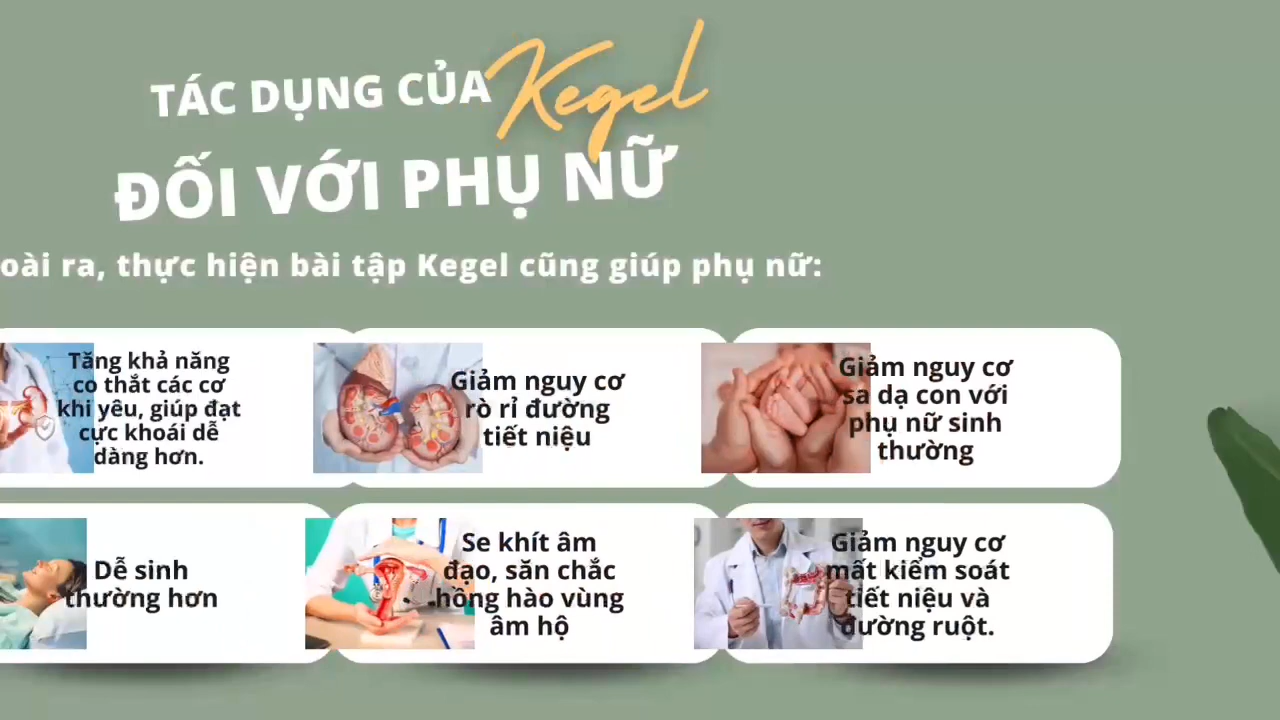 TÁC DỤNG CỦA Kegel
ĐỐI VỚI PHỤ NỮ
ra, thực hiện bài tập Kegel cũng giúp phụ nữ:
Tăng khả năng
co thắt các cơ
khi yêu, giúp đạt
cực khoái dễ
dàng hơn.
Giảm nguy cơ
rò rỉ đường
tiết niệu
Giảm nguy cơ
sa dạ con với
phụ nữ sinh
thường
Dễ sinh
thường hơn
Se khít âm
đạo, săn chắc
hồng hào vùng
âm hộ
Giảm nguy cơ
mất kiểm soát
tiết niệu và
đường ruột.